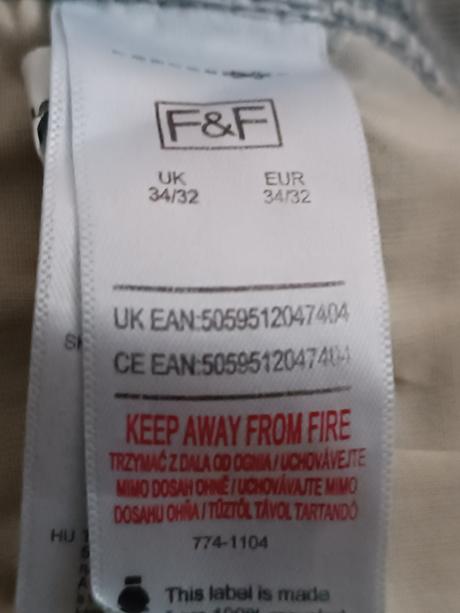 F&F
UK EUR
34/32 34/32
UK EAN:5059512047404
CE EAN:5059512047404
KEEP AWAY FROM FIRE
TRZYMAĆ Z DALA OD OGNIA / UCHOVÁVEJTE
MIMO DOSAH OHNĚ / UCHOVÁVAJTE MIMO
DOSAHU OHŇA / TŰZTŐL TÁVOL TARTANDÓ
774-1104
HU
This label is made